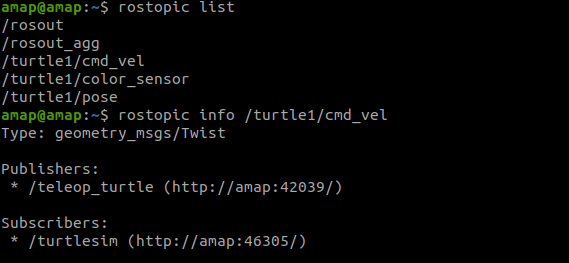 amap@amap:~$ rostopic list
/rosout
/rosout_agg
/turtle1/cmd_vel
/turtle1/color_sensor
/turtle1/pose
amap@amap:~$ rostopic info /turtle1/cmd_vel
Type: geometry_msgs/Twist

Publishers:
 * /teleop_turtle (http://amap:42039/)

Subscribers:
 * /turtlesim (http://amap:46305/)